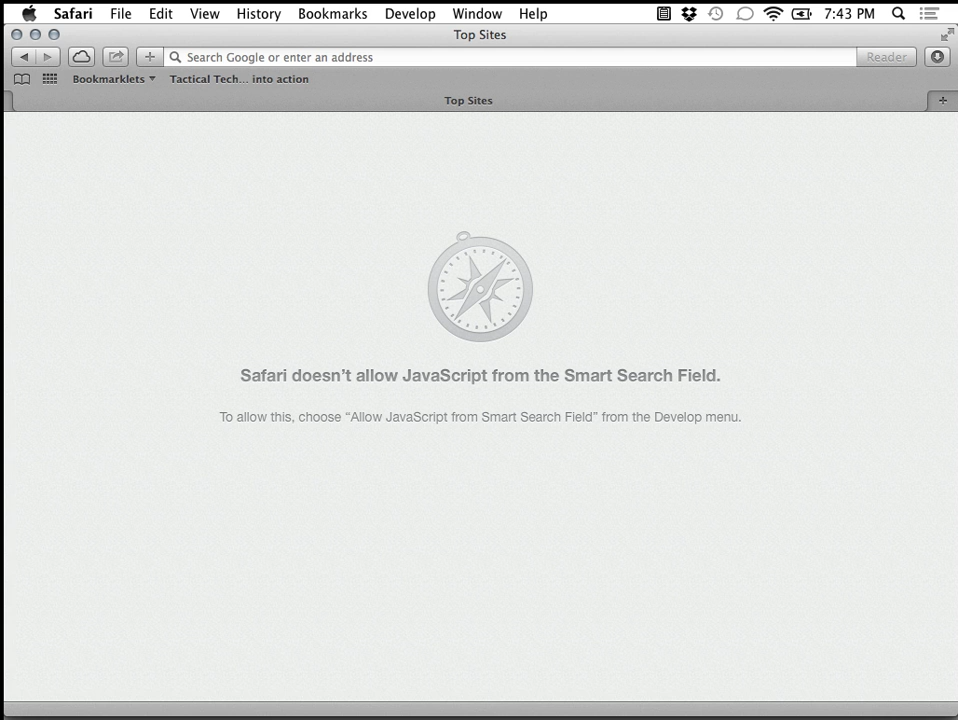 Safari File Edit View History Bookmarks Develop Window Help 7:43 PM
Top Sites
Search Google or enter an address Reader
Bookmarklets Tactical Tech... into action
Top Sites
Safari doesn't allow JavaScript from the Smart Search Field.
To allow this, choose “Allow JavaScript from Smart Search Field” from the Develop menu.